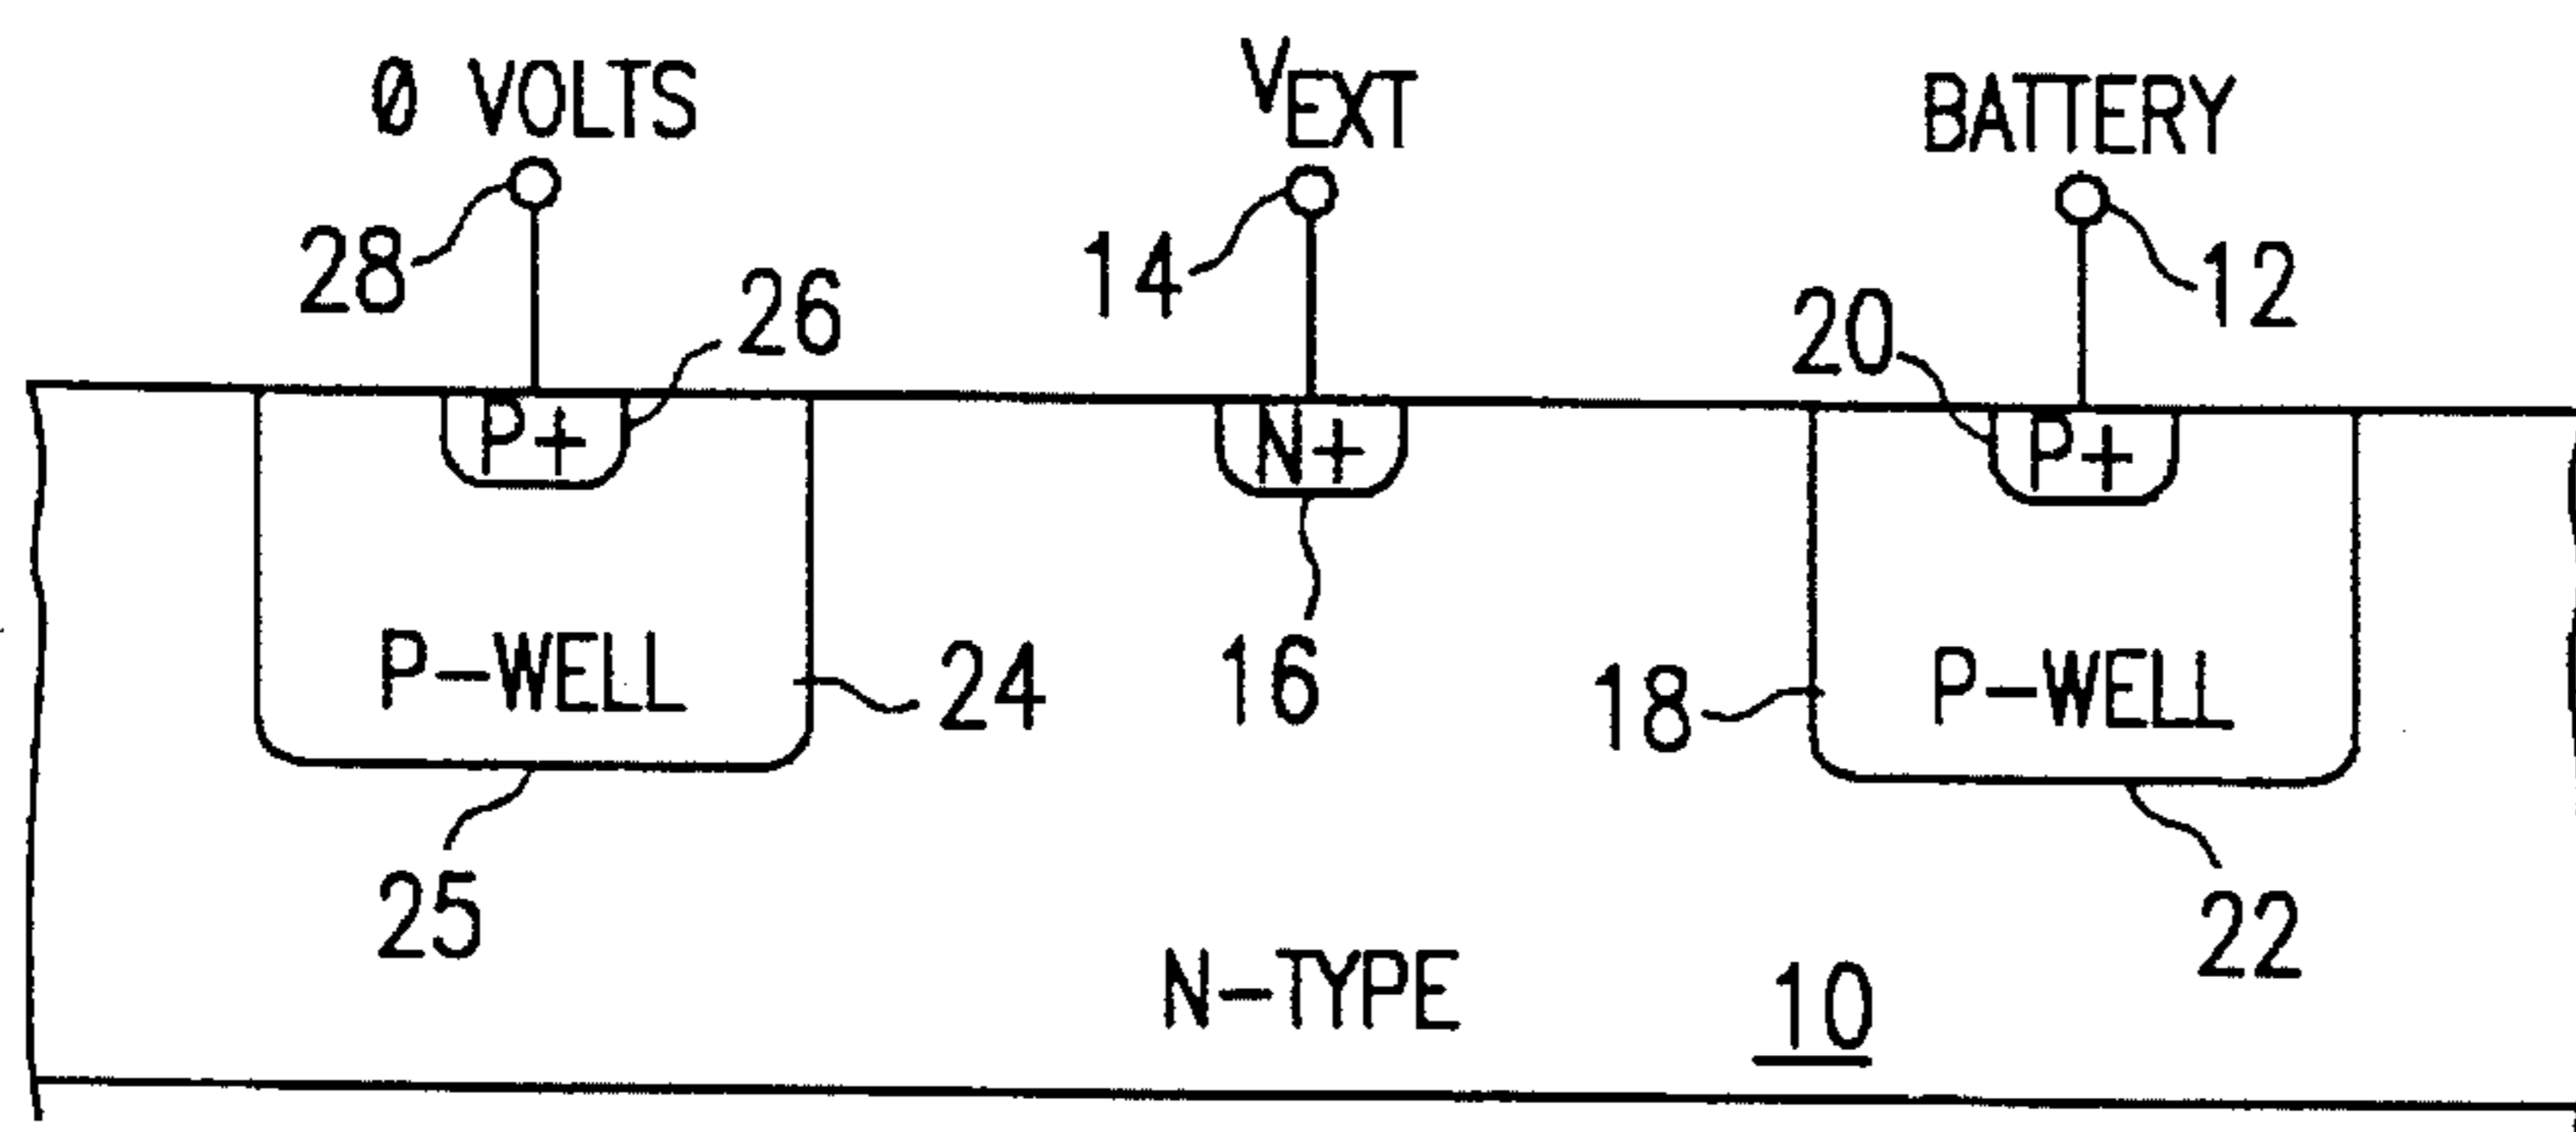 Ø VOLTS
VEXT
BATTERY
28
26
14
20
12
P+
N+
P+
P-WELL
24
16
18
P-WELL
25
22
N-TYPE
10